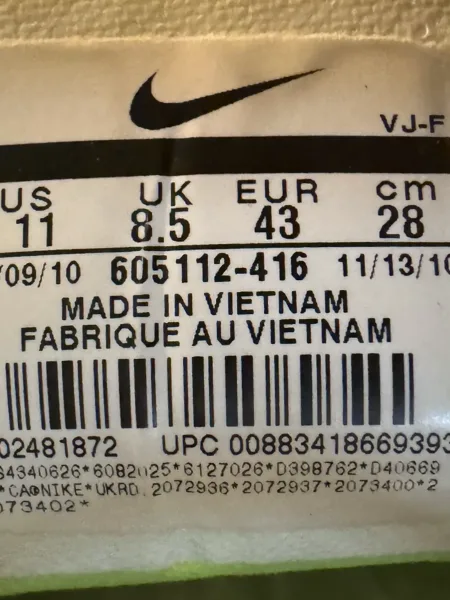 VJ-F
US UK EUR cm
11 8.5 43 28
/09/10 605112-416 11/13/10
MADE IN VIETNAM
FABRIQUE AU VIETNAM
02481872 UPC 00883418669393
64340626*6082025*6127026*D398762*D40669
*CA@NIKE*UKRD.2072936*2072937*2073400*2
073402*